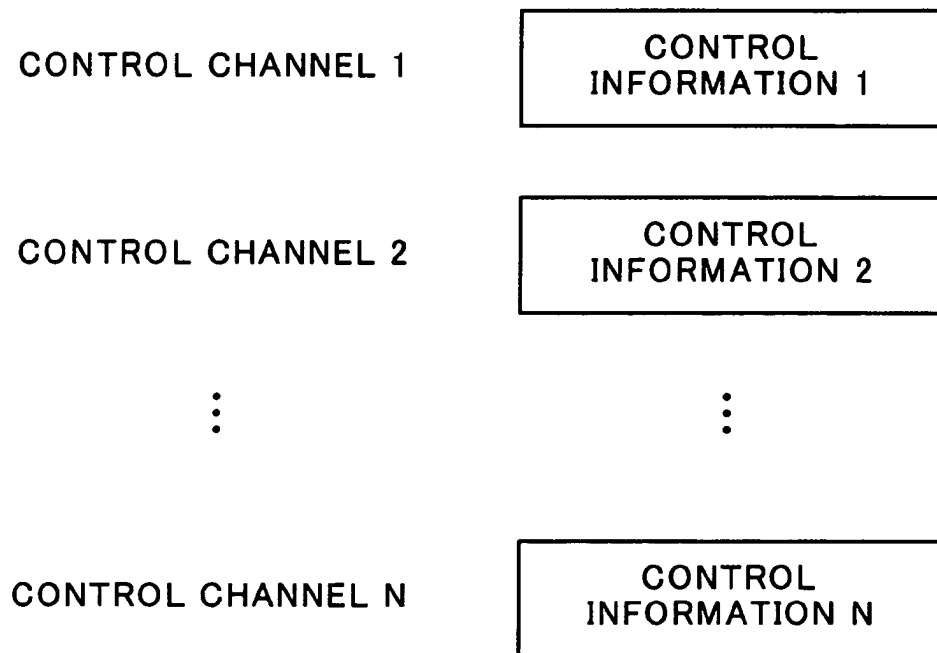 CONTROL CHANNEL 1
CONTROL
INFORMATION 1
CONTROL CHANNEL 2
CONTROL
INFORMATION 2
CONTROL CHANNEL N
CONTROL
INFORMATION N